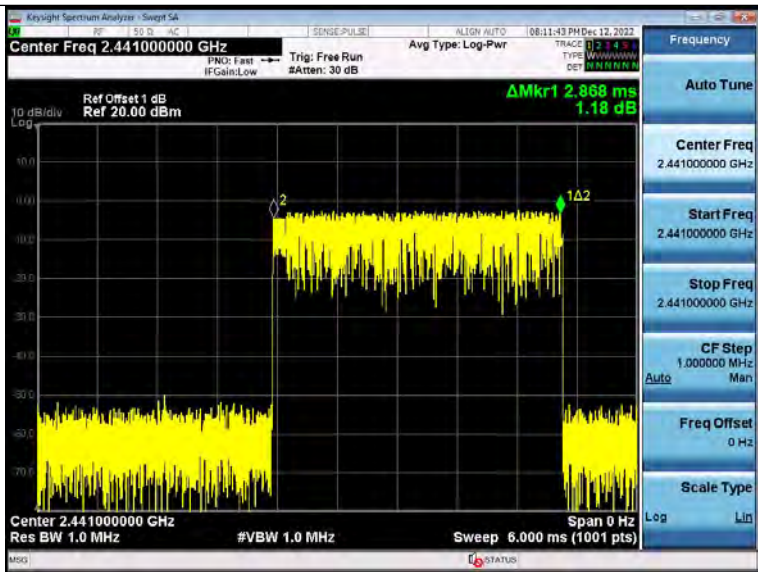 Keysight Spectrum Analyzer - Swept SA
RF 50 Ω AC SENSE:PULSE ALIGN AUTO 08:11:43 PM Dec 12, 2022
Center Freq 2.441000000 GHz
PNO: Fast
IFGain:Low
Trig: Free Run
#Atten: 30 dB
Avg Type: Log-Pwr
TRACE 1 2 3 4 5 6
TYPE WWWWWW
DET N N N N N N
ΔMkr1 2.868 ms
1.18 dB
10 dB/div
Log
Ref Offset 1 dB
Ref 20.00 dBm
10.0
0.00
2
1Δ2
-10.0
-20.0
-30.0
-40.0
-50.0
-60.0
-70.0
Center 2.441000000 GHz
Span 0 Hz
Res BW 1.0 MHz
#VBW 1.0 MHz
Sweep 6.000 ms (1001 pts)
MSG
STATUS
Frequency
Auto Tune
Center Freq
2.441000000 GHz
Start Freq
2.441000000 GHz
Stop Freq
2.441000000 GHz
CF Step
1.000000 MHz
Auto Man
Freq Offset
0 Hz
Scale Type
Log Lin